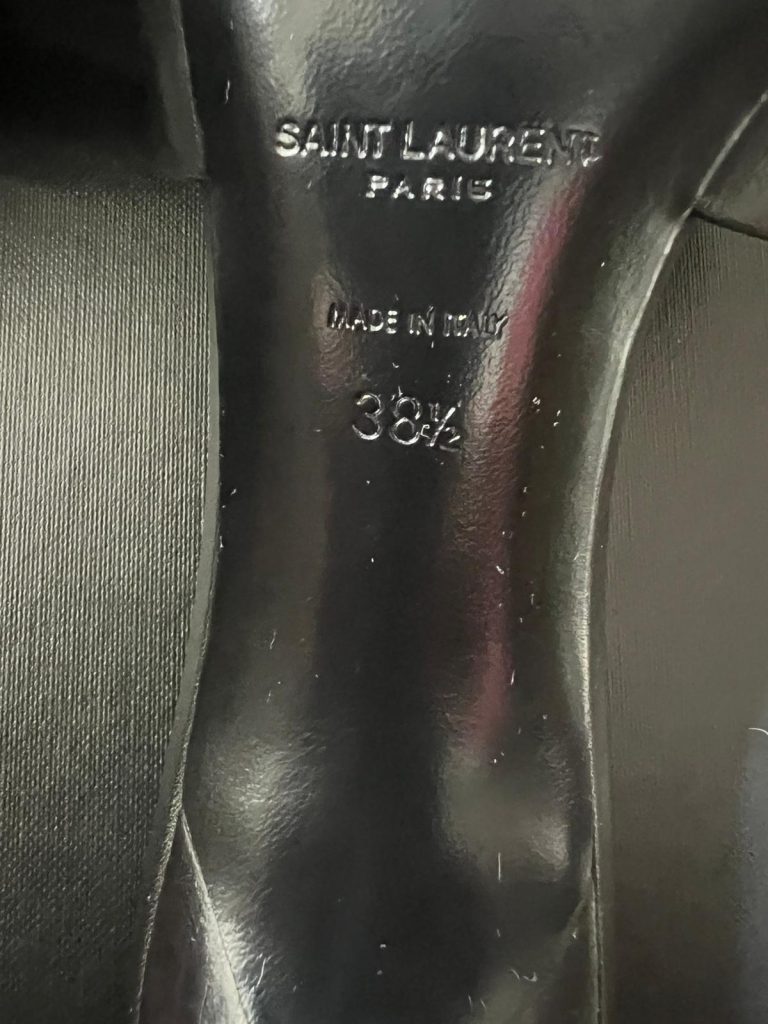 SAINT LAURENT
PARIS
MADE IN ITALY
38½